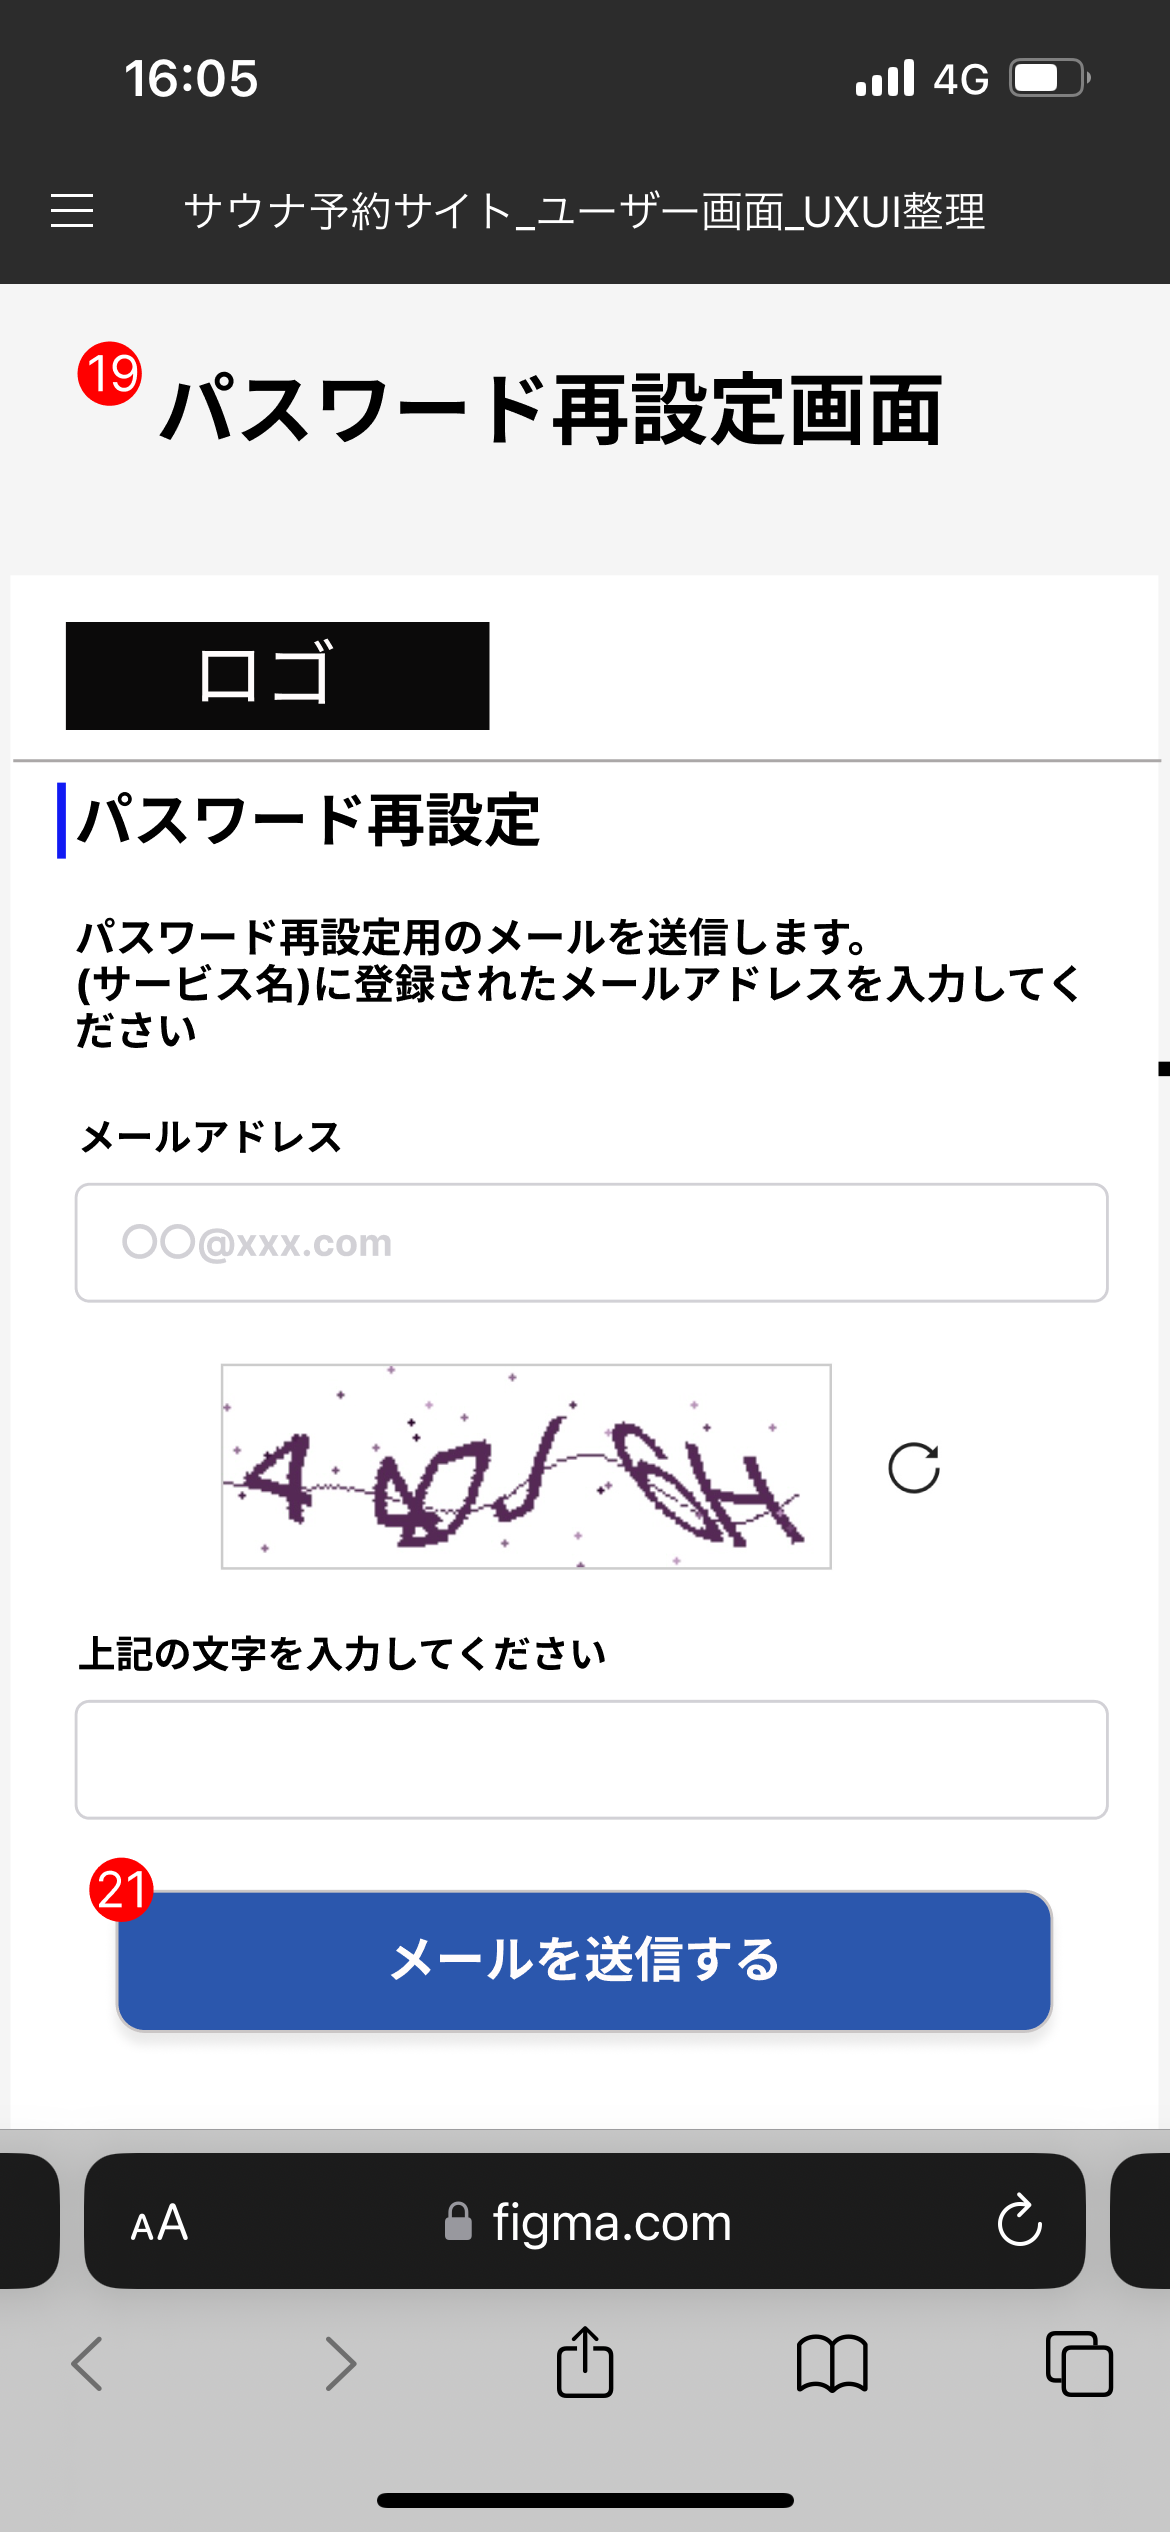 16:05
4G
サウナ予約サイト_ユーザー画面_UXUI整理
19
パスワード再設定画面
ロゴ
パスワード再設定
パスワード再設定用のメールを送信します。
(サービス名)に登録されたメールアドレスを入力してく
ださい
メールアドレス
〇〇@xxx.com
上記の文字を入力してください
21
メールを送信する
AA
figma.com